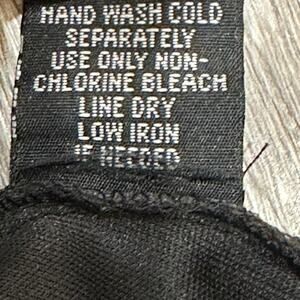 HAND WASH COLD
SEPARATELY
USE ONLY NON-
CHLORINE BLEACH
LINE DRY
LOW IRON
IF NEEDED